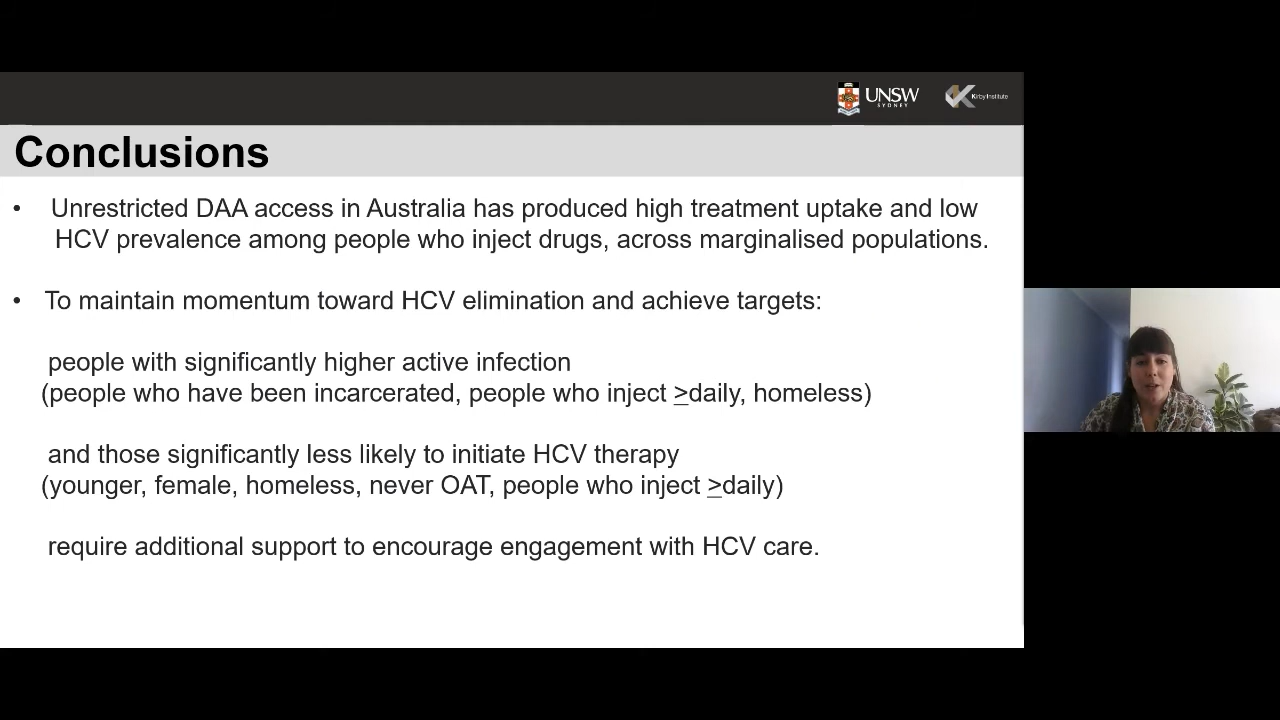 UNSW
SYDNEY
Kirby Institute
Conclusions
• Unrestricted DAA access in Australia has produced high treatment uptake and low
HCV prevalence among people who inject drugs, across marginalised populations.
• To maintain momentum toward HCV elimination and achieve targets:
people with significantly higher active infection
(people who have been incarcerated, people who inject >daily, homeless)
and those significantly less likely to initiate HCV therapy
(younger, female, homeless, never OAT, people who inject >daily)
require additional support to encourage engagement with HCV care.